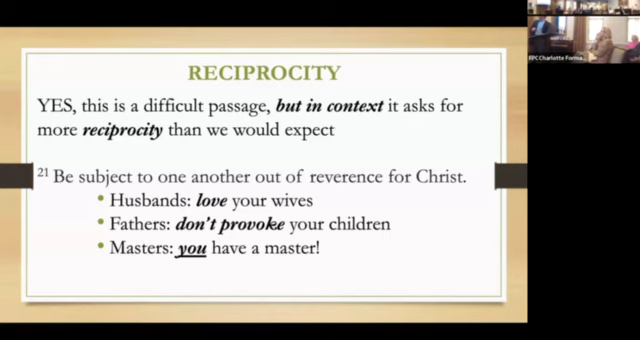 RECIPROCITY
YES, this is a difficult passage, but in context it asks for
more reciprocity than we would expect
21 Be subject to one another out of reverence for Christ.
• Husbands: love your wives
• Fathers: don't provoke your children
• Masters: you have a master!
FPCCharlotte Forma...